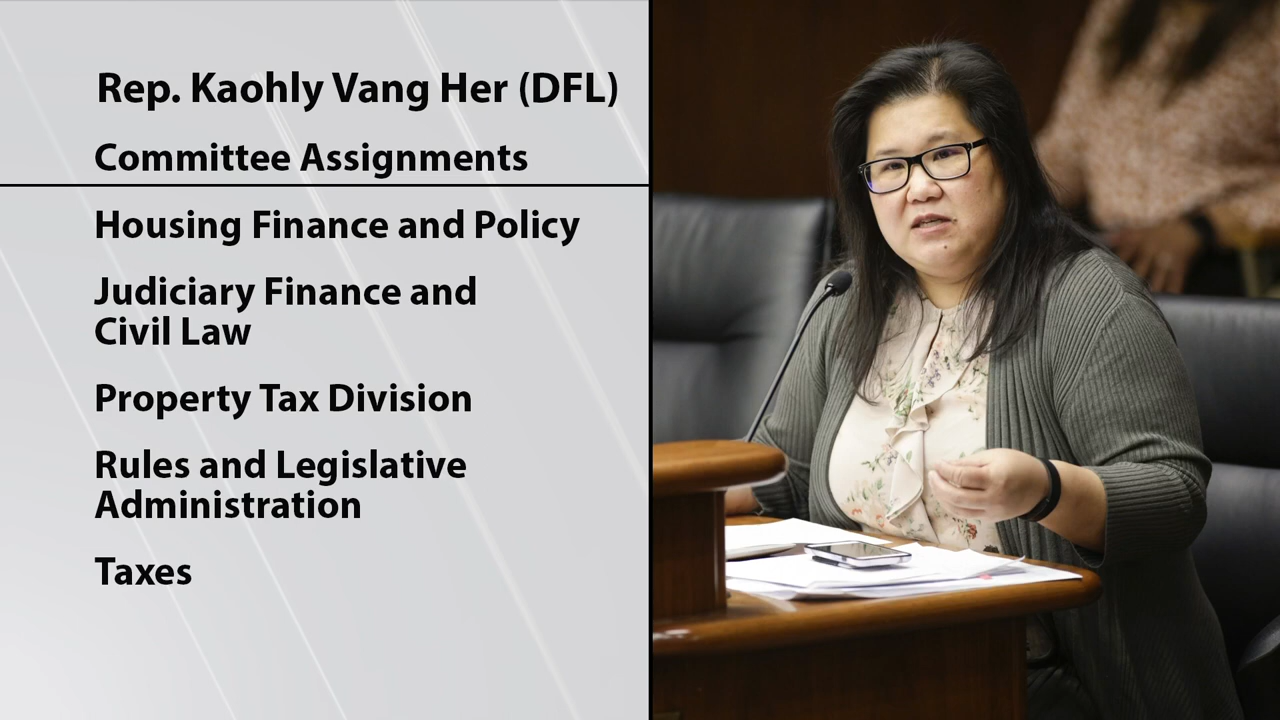 Rep. Kaohly Vang Her (DFL)
Committee Assignments
Housing Finance and Policy
Judiciary Finance and
Civil Law
Property Tax Division
Rules and Legislative
Administration
Taxes